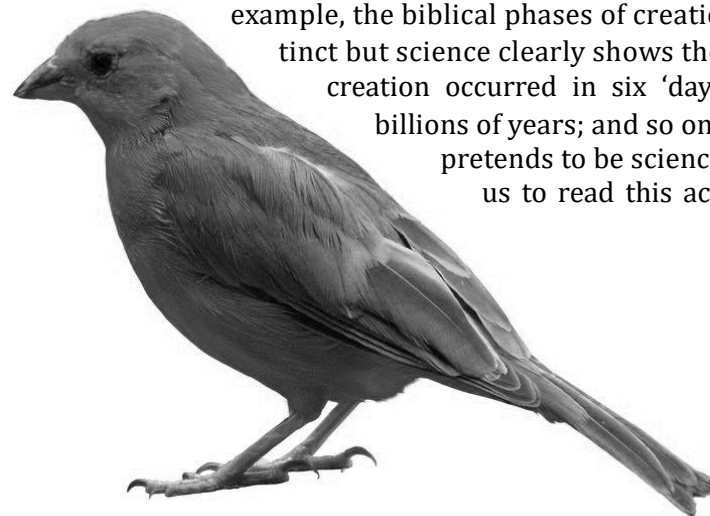 example, the biblical phases of creatio
tinct but science clearly shows the
creation occurred in six ‘day
billions of years; and so on
pretends to be scienc
us to read this ac